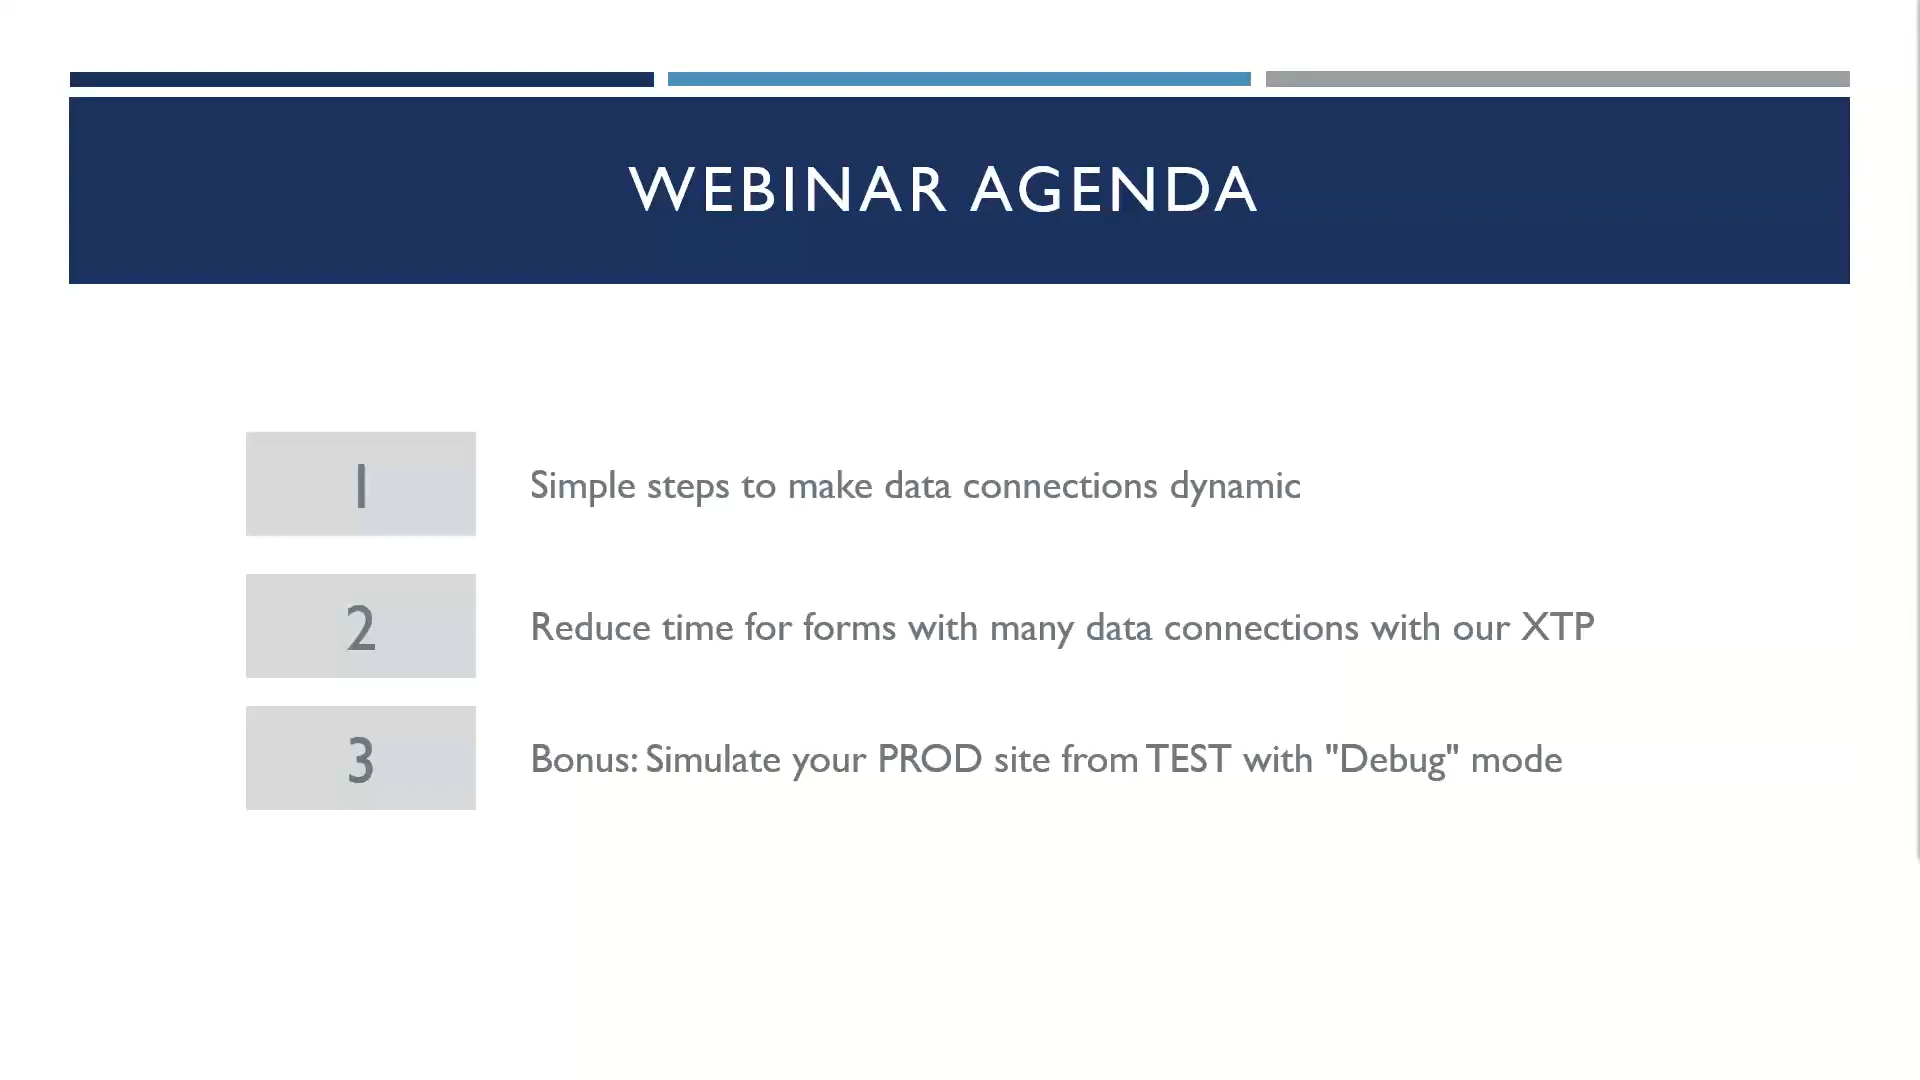 WEBINAR AGENDA
1 Simple steps to make data connections dynamic
2 Reduce time for forms with many data connections with our XTP
3 Bonus: Simulate your PROD site from TEST with "Debug" mode